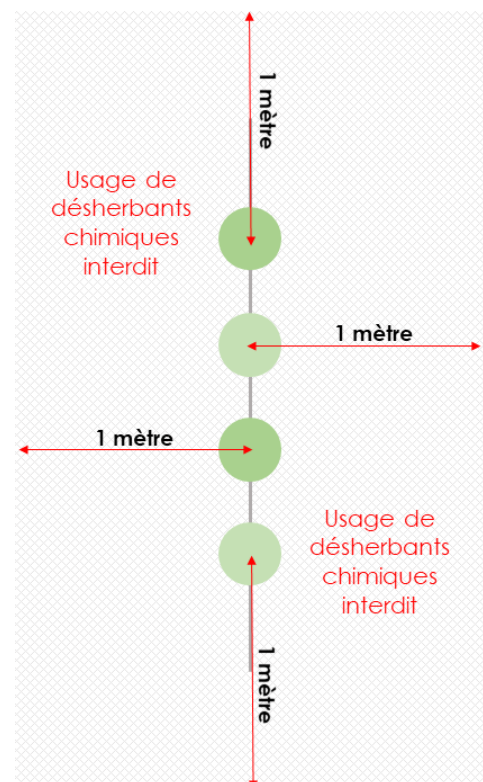 1 mètre
Usage de
désherbants
chimiques
interdit
1 mètre
1 mètre
Usage de
désherbants
chimiques
interdit
1 mètre